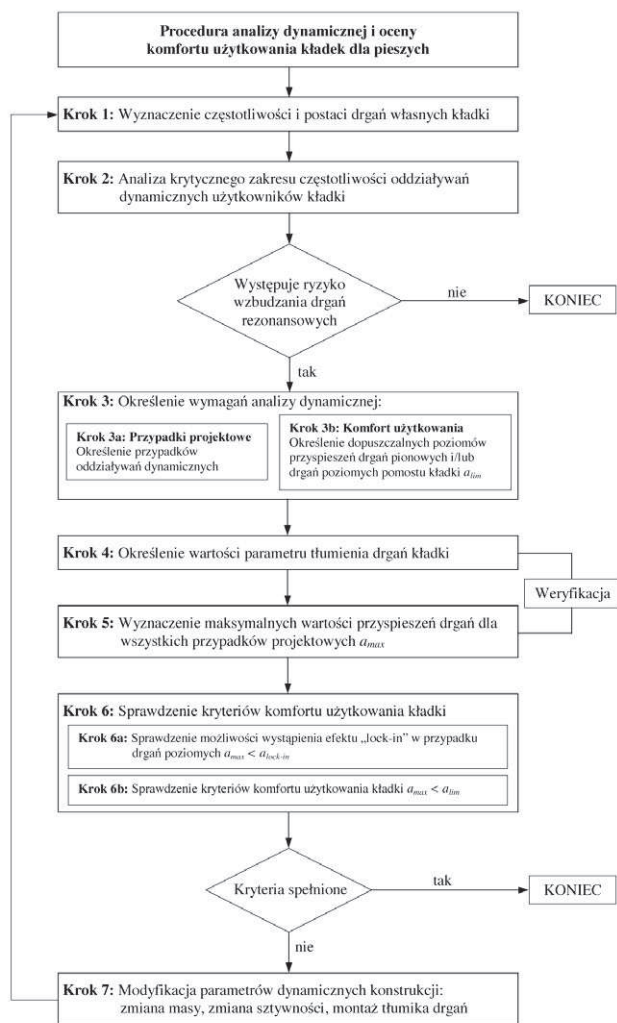 Procedura analizy dynamicznej i oceny
komfortu użytkowania kładek dla pieszych
Krok 1: Wyznaczenie częstotliwości i postaci drgań własnych kładki
Krok 2: Analiza krytycznego zakresu częstotliwości oddziaływań
dynamicznych użytkowników kładki
Występuje ryzyko
wzbudzania drgań
rezonansowych
nie
KONIEC
tak
Krok 3: Określenie wymagań analizy dynamicznej:
Krok 3a: Przypadki projektowe
Określenie przypadków
oddziaływań dynamicznych
Krok 3b: Komfort użytkowania
Określenie dopuszczalnych poziomów
przyspieszeń drgań pionowych i/lub
drgań poziomych pomostu kładki a_lim
Krok 4: Określenie wartości parametru tłumienia drgań kładki
Weryfikacja
Krok 5: Wyznaczenie maksymalnych wartości przyspieszeń drgań dla
wszystkich przypadków projektowych a_max
Krok 6: Sprawdzenie kryteriów komfortu użytkowania kładki
Krok 6a: Sprawdzenie możliwości wystąpienia efektu „lock-in” w przypadku
drgań poziomych a_max < a_lock-in
Krok 6b: Sprawdzenie kryteriów komfortu użytkowania kładki a_max < a_lim
Kryteria spełnione
tak
KONIEC
nie
Krok 7: Modyfikacja parametrów dynamicznych konstrukcji:
zmiana masy, zmiana sztywności, montaż tłumika drgań